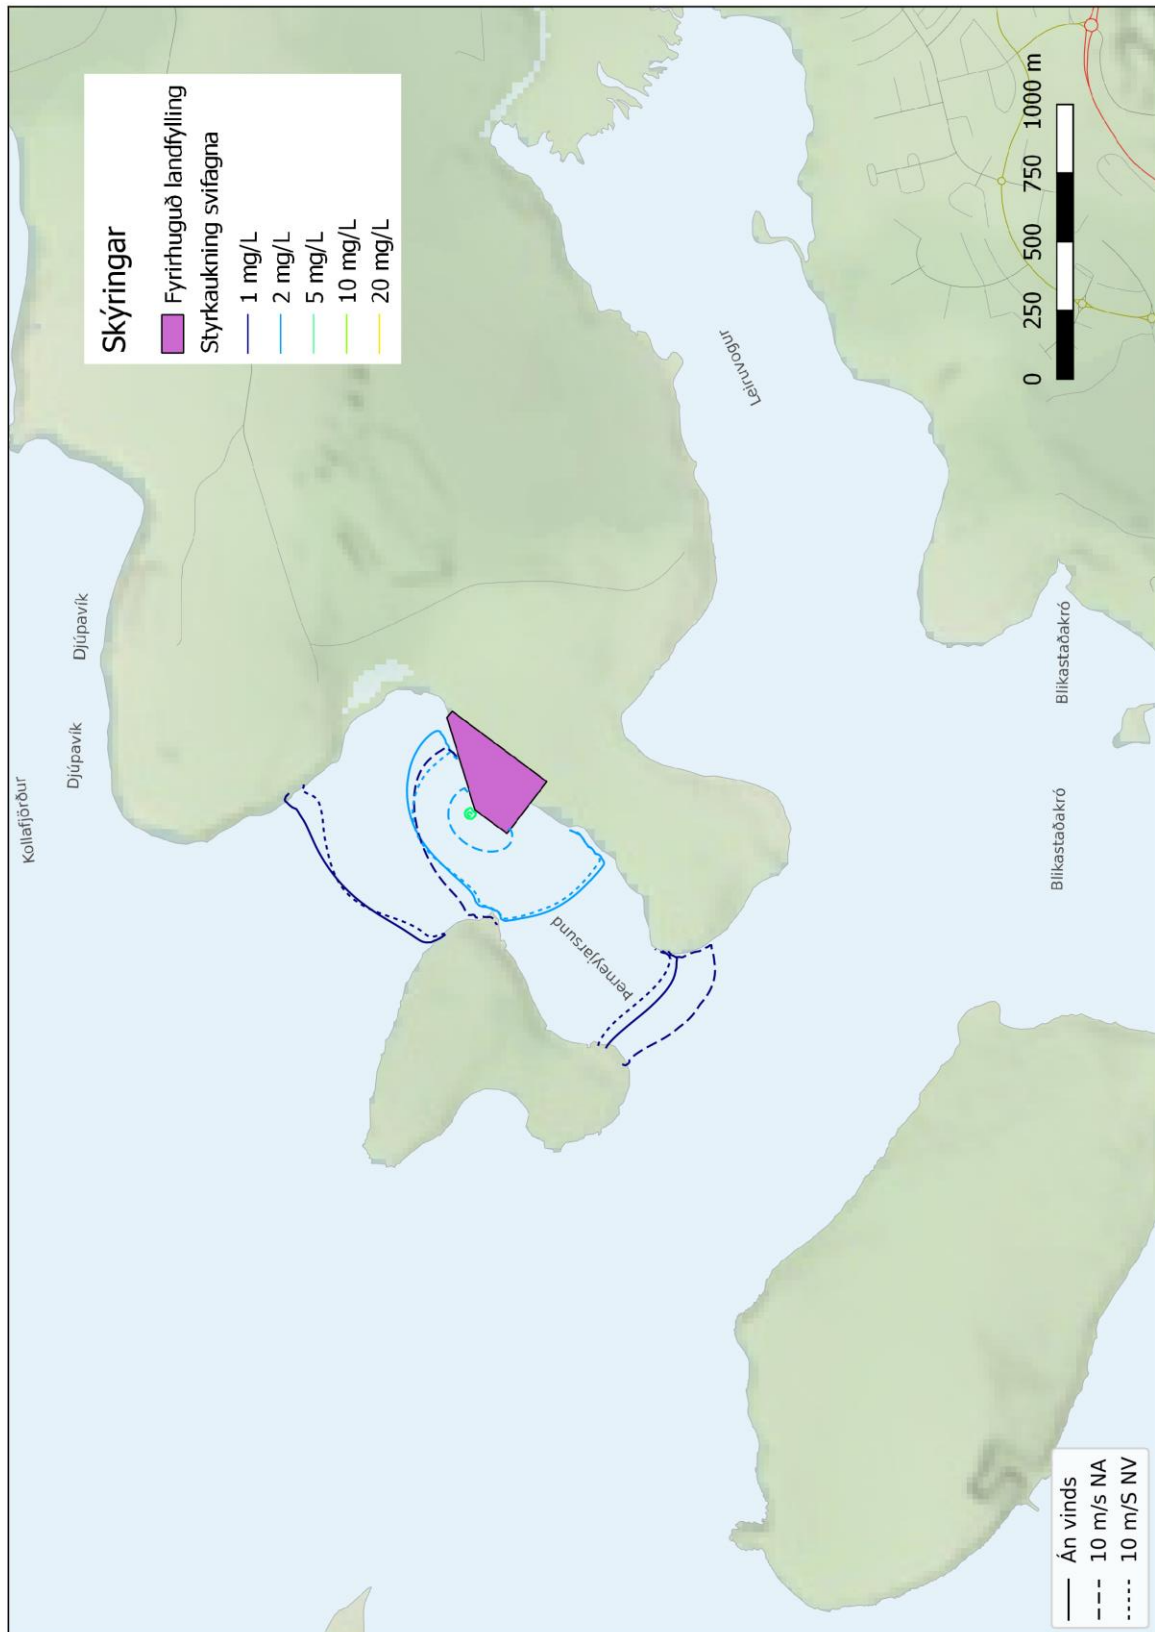 Skýringar
Fyrirhuguð landfylling
Styrkaukning svifagna
1 mg/L
2 mg/L
5 mg/L
10 mg/L
20 mg/L
Kollafjörður
Djúpavík
Djúpavík
Þerneyjarsund
Leiruvogur
Blikastaðakró
Blikastaðakró
0 250 500 750 1000 m
Án vinds
10 m/s NA
10 m/S NV